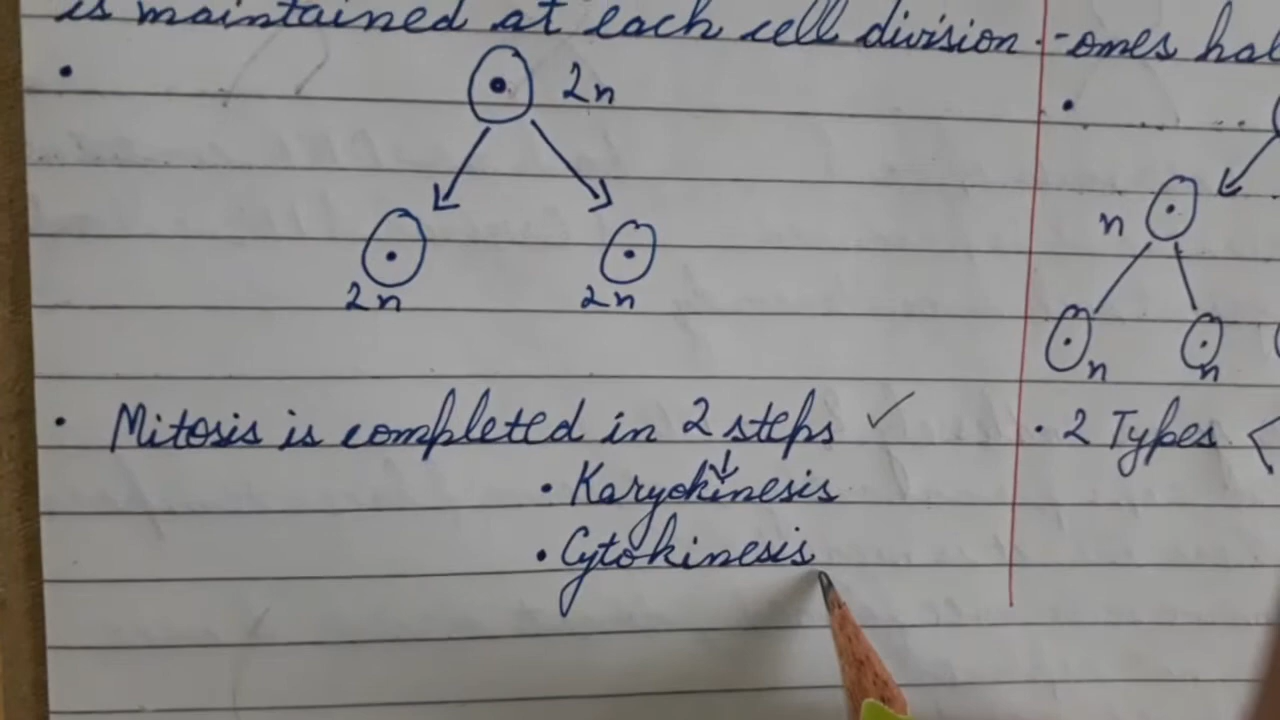 is maintained at each cell division.
2n
2n 2n
• Mitosis is completed in 2 steps ✓
• Karyokinesis
• Cytokinesis
-omes hal
•
n
n n
• 2 Types